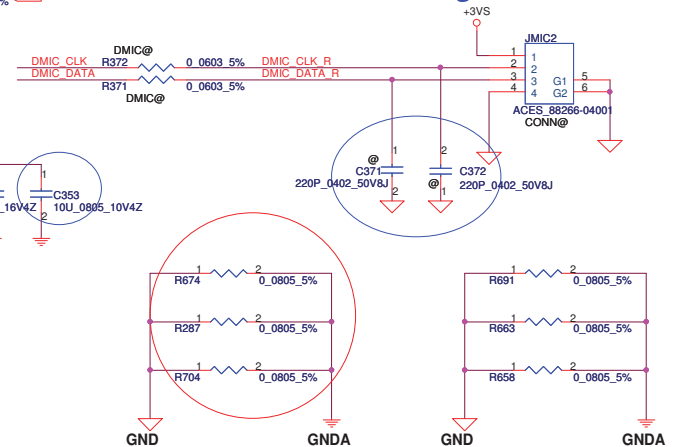 %
+3VS
JMIC2
DMIC@
DMIC_CLK R372 0_0603_5% DMIC_CLK_R
DMIC_DATA R371 0_0603_5% DMIC_DATA_R
DMIC@
1 1
2 2
3 3 G1 5
4 4 G2 6
ACES_88266-04001
CONN@
1 2
@ C371 C372
220P_0402_50V8J @ 220P_0402_50V8J
2 1
1
C353
_16V4Z 10U_0805_10V4Z
2
1 2 1 2
R674 0_0805_5% R691 0_0805_5%
1 2 1 2
R287 0_0805_5% R663 0_0805_5%
1 2 1 2
R704 0_0805_5% R658 0_0805_5%
GND GNDA GND GNDA